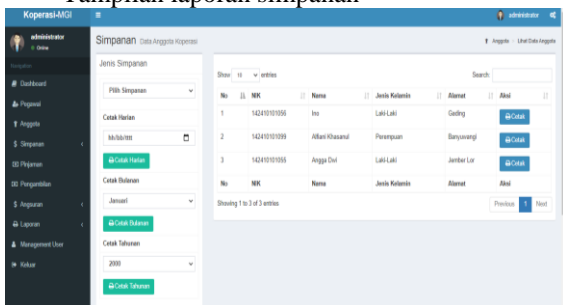 Tampilan laporan simpanan
Koperasi-MGI
administrator
administrator
Online
Simpanan Data Anggota Koperasi
Anggota > Lihat Data Anggota
Navigation
Dashboard
Pegawai
Anggota
Simpanan
Pinjaman
Pengambilan
Angsuran
Laporan
Management User
Keluar
Jenis Simpanan
Pilih Simpanan
Cetak Harian
hh/bb/tttt
Cetak Harian
Cetak Bulanan
Januari
Cetak Bulanan
Cetak Tahunan
2006
Cetak Tahunan
Show 10 entries
Search:
No NIK Nama Jenis Kelamin Alamat Aksi
1 142410101056 Ino Laki-Laki Gading Cetak
2 142410101099 Alfiani Khasanul Perempuan Banyuwangi Cetak
3 142410101055 Angga Dwi Laki-Laki Jember Lor Cetak
No NIK Nama Jenis Kelamin Alamat Aksi
Showing 1 to 3 of 3 entries
Previous 1 Next